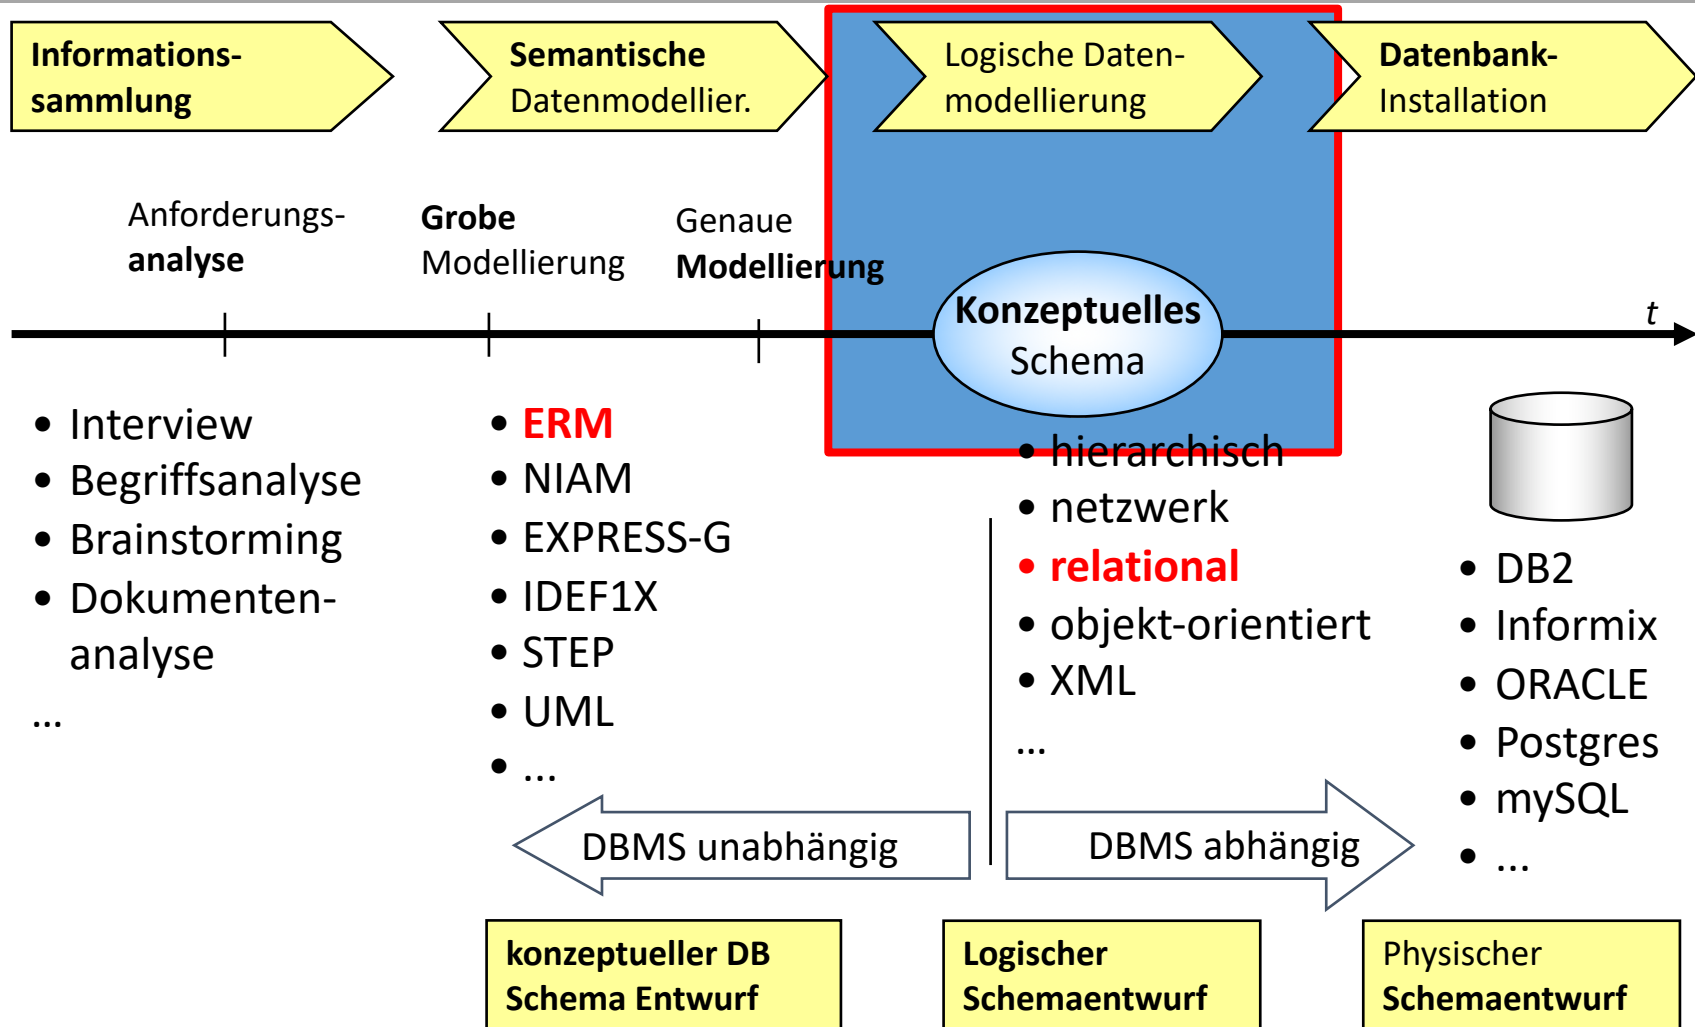 Informations-
sammlung
Semantische
Datenmodellier.
Logische Daten-
modellierung
Datenbank-
Installation
Anforderungs-
analyse
Grobe
Modellierung
Genaue
Modellierung
Konzeptuelles
Schema
t
• Interview
• Begriffsanalyse
• Brainstorming
• Dokumenten-
analyse
...
• ERM
• NIAM
• EXPRESS-G
• IDEF1X
• STEP
• UML
• ...
• hierarchisch
• netzwerk
• relational
• objekt-orientiert
• XML
...
• DB2
• Informix
• ORACLE
• Postgres
• mySQL
• ...
DBMS unabhängig
DBMS abhängig
konzeptueller DB
Schema Entwurf
Logischer
Schemaentwurf
Physischer
Schemaentwurf